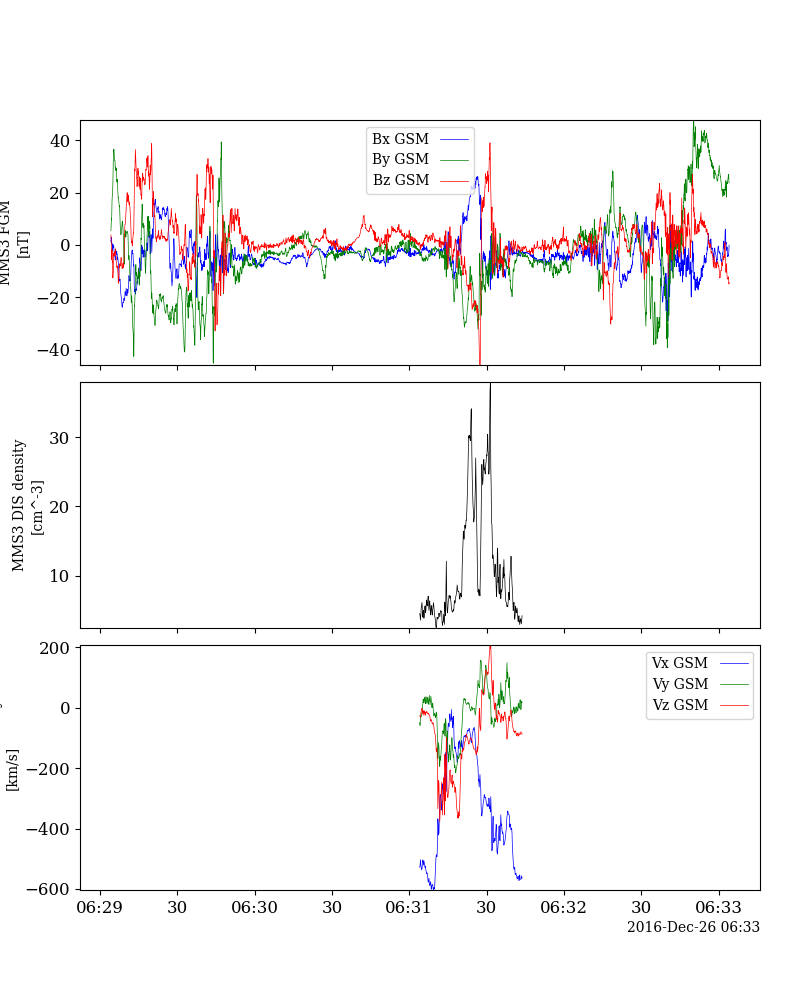 40
20
0
−20
−40
MMS3 FGM
[nT]
Bx GSM
By GSM
Bz GSM
30
20
10
MMS3 DIS density
[cm^-3]
200
0
−200
−400
−600
[km/s]
Vx GSM
Vy GSM
Vz GSM
06:29 30 06:30 30 06:31 30 06:32 30 06:33
2016-Dec-26 06:33